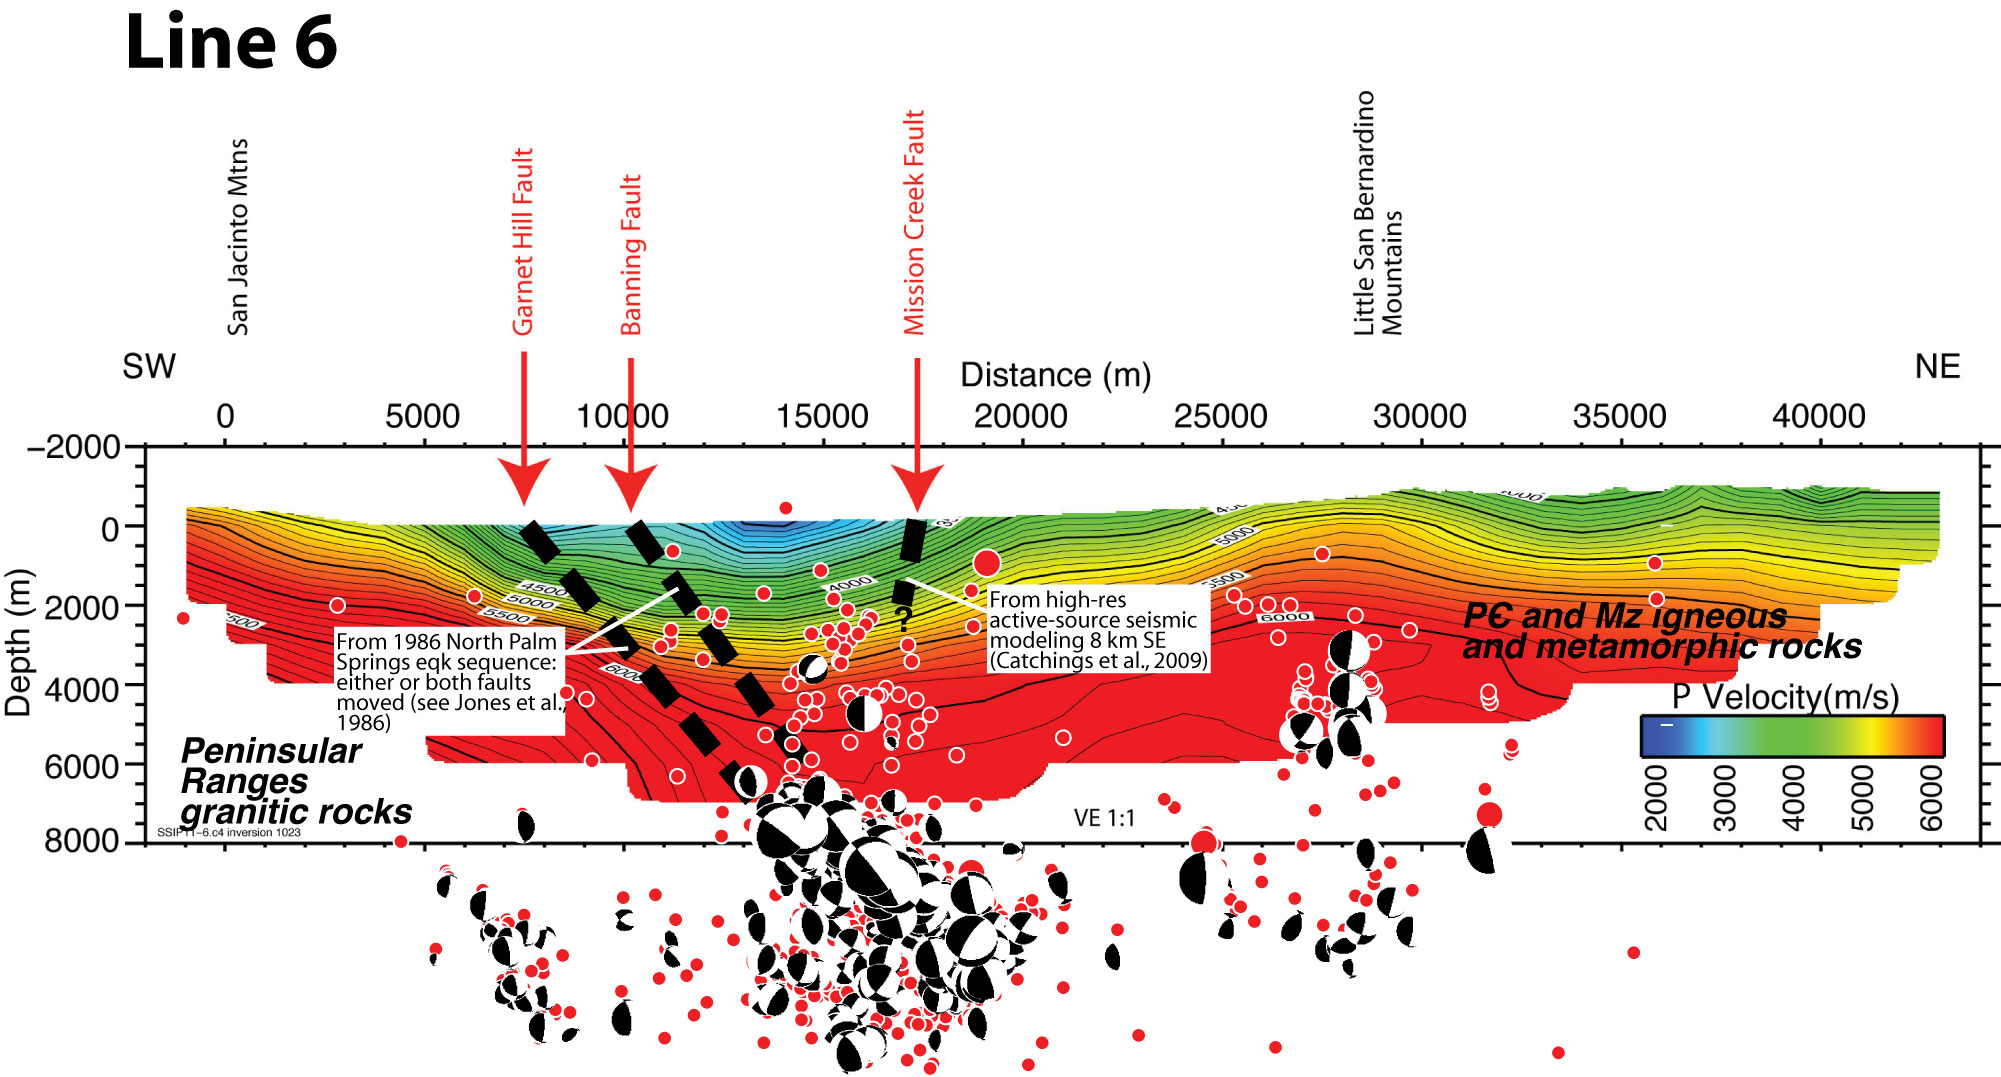 Line 6
San Jacinto Mtns
Garnet Hill Fault
Banning Fault
Mission Creek Fault
Little San Bernardino
Mountains
SW
Distance (m)
NE
0 5000 10000 15000 20000 25000 30000 35000 40000
−2000
0
2000
4000
6000
8000
Depth (m)
4500
5000
5500
6000
4000
5000
5500
6000
From 1986 North Palm
Springs eqk sequence:
either or both faults
moved (see Jones et al.,
1986)
?
From high-res
active-source seismic
modeling 8 km SE
(Catchings et al., 2009)
PC and Mz igneous
and metamorphic rocks
Peninsular
Ranges
granitic rocks
SSIP11−6.c4 inversion 1023
VE 1:1
P Velocity(m/s)
2000
3000
4000
5000
6000